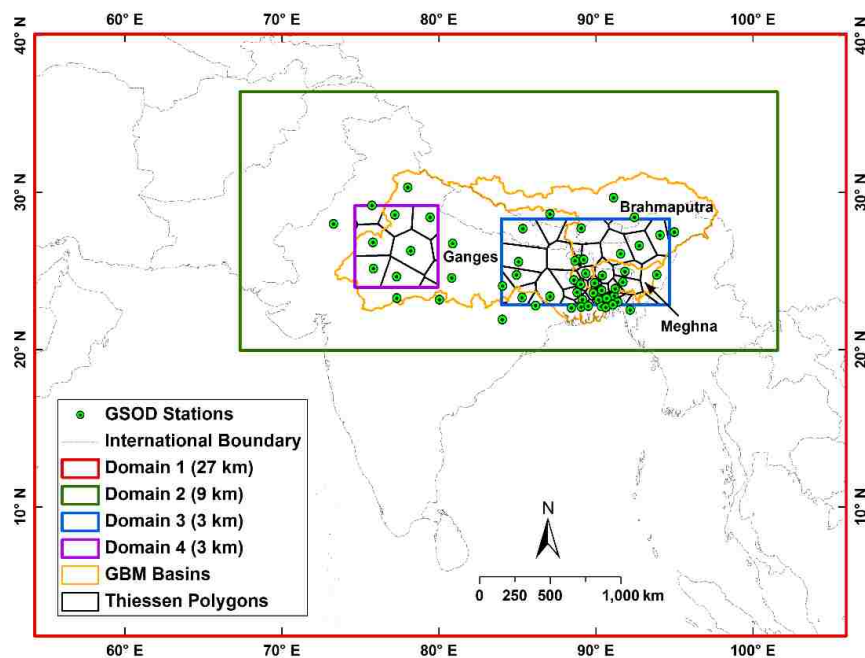 60° E 70° E 80° E 90° E 100° E
40° N 40° N
30° N 30° N
Brahmaputra
Ganges
Meghna
20° N 20° N
GSOD Stations
International Boundary
Domain 1 (27 km)
Domain 2 (9 km)
Domain 3 (3 km)
Domain 4 (3 km)
GBM Basins
Thiessen Polygons
10° N 10° N
N
0 250 500 1,000 km
60° E 70° E 80° E 90° E 100° E